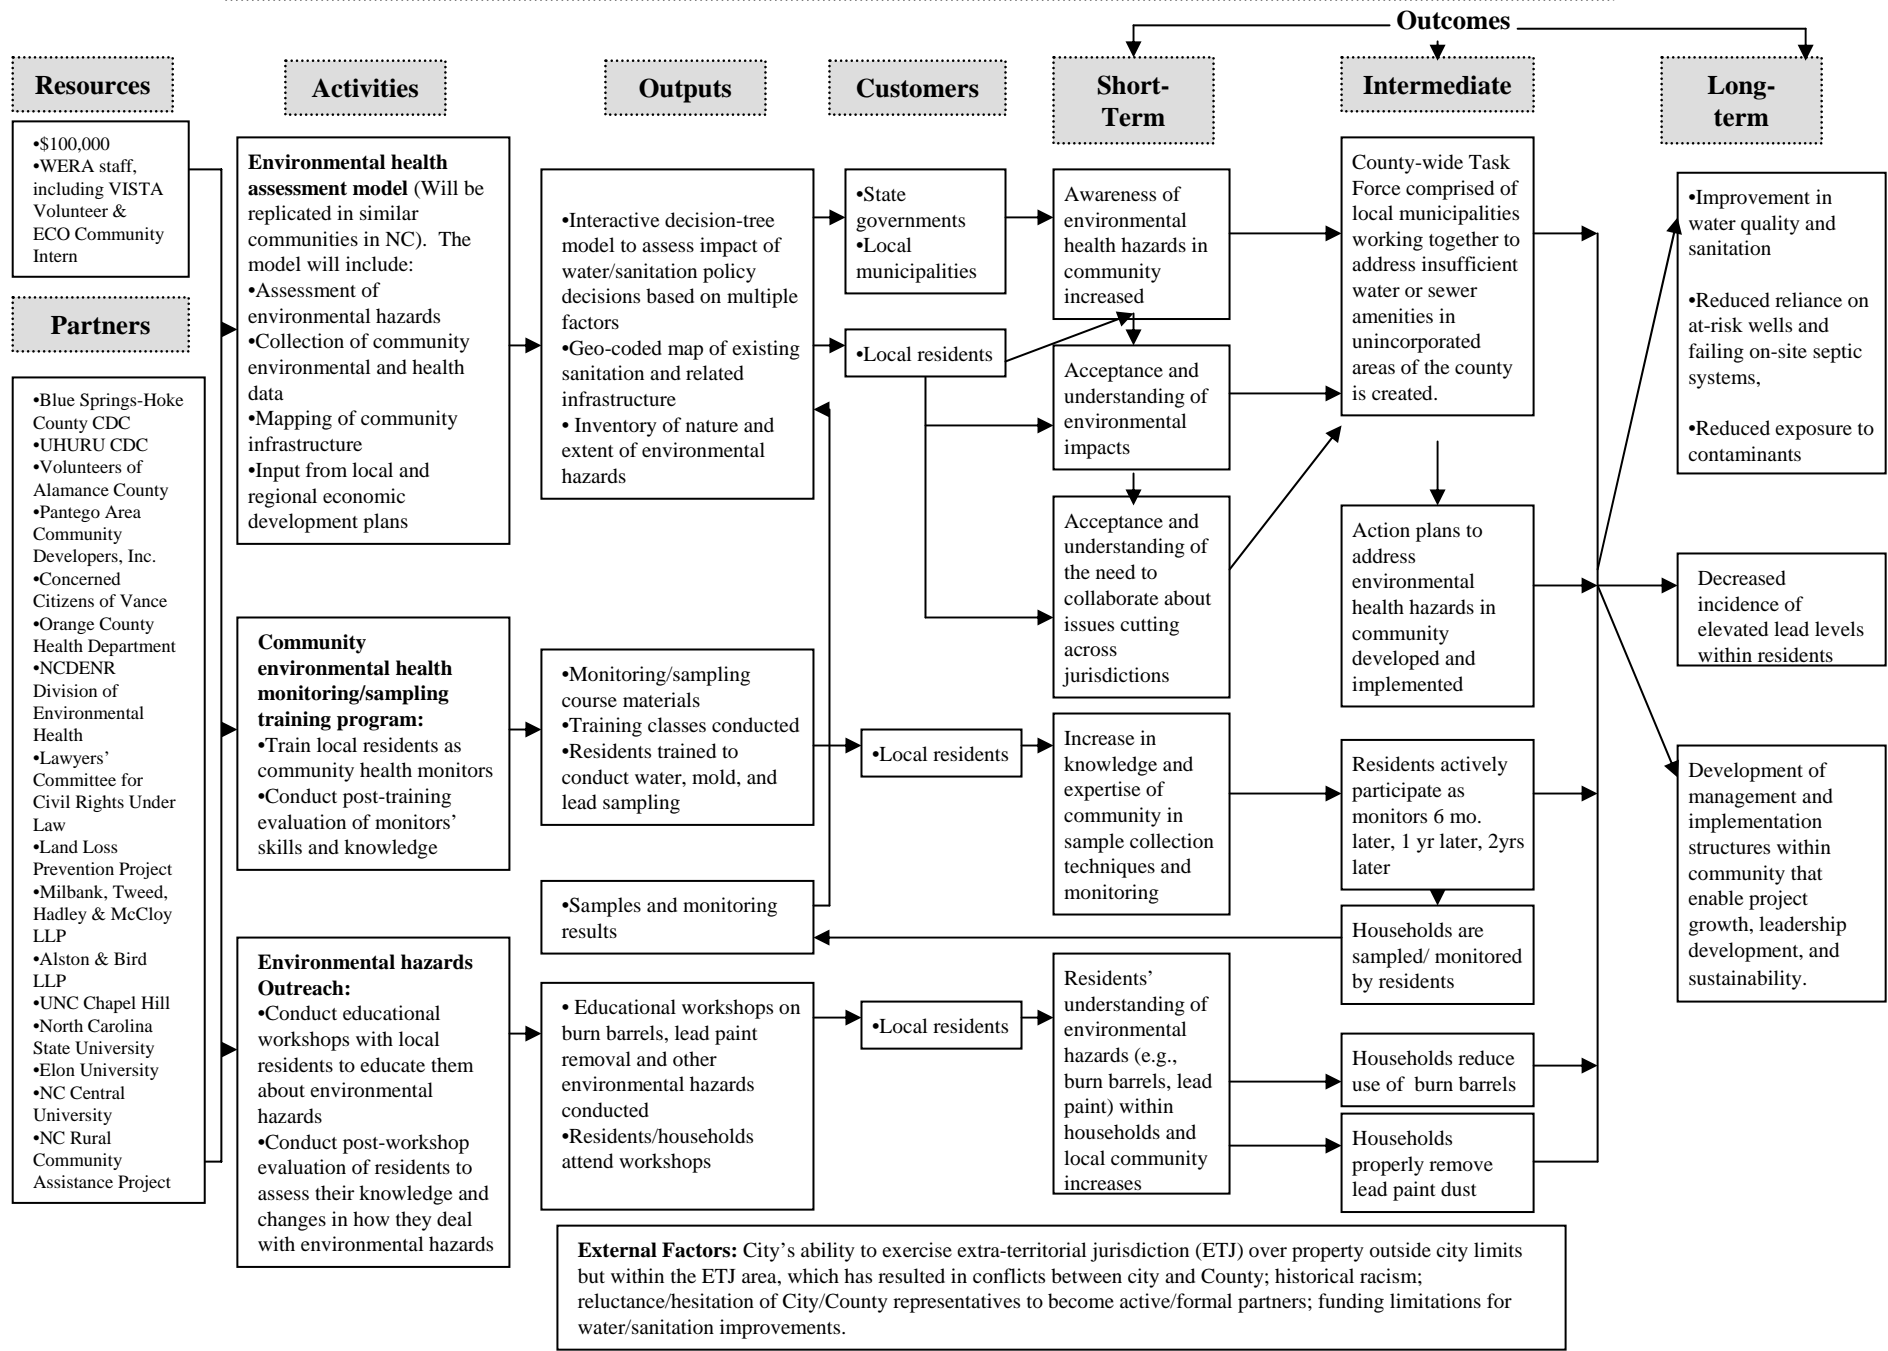 Outcomes
Resources
Activities
Outputs
Customers
Short-
Term
Intermediate
Long-
term
•$100,000
•WERA staff,
including VISTA
Volunteer &
ECO Community
Intern
Partners
•Blue Springs-Hoke
County CDC
•UHURU CDC
•Volunteers of
Alamance County
•Pantego Area
Community
Developers, Inc.
•Concerned
Citizens of Vance
•Orange County
Health Department
•NCDENR
Division of
Environmental
Health
•Lawyers’
Committee for
Civil Rights Under
Law
•Land Loss
Prevention Project
•Milbank, Tweed,
Hadley & McCloy
LLP
•Alston & Bird
LLP
•UNC Chapel Hill
•North Carolina
State University
•Elon University
•NC Central
University
•NC Rural
Community
Assistance Project
Environmental health
assessment model (Will be
replicated in similar
communities in NC). The
model will include:
•Assessment of
environmental hazards
•Collection of community
environmental and health
data
•Mapping of community
infrastructure
•Input from local and
regional economic
development plans
Community
environmental health
monitoring/sampling
training program:
•Train local residents as
community health monitors
•Conduct post-training
evaluation of monitors’
skills and knowledge
Environmental hazards
Outreach:
•Conduct educational
workshops with local
residents to educate them
about environmental
hazards
•Conduct post-workshop
evaluation of residents to
assess their knowledge and
changes in how they deal
with environmental hazards
•Interactive decision-tree
model to assess impact of
water/sanitation policy
decisions based on multiple
factors
•Geo-coded map of existing
sanitation and related
infrastructure
• Inventory of nature and
extent of environmental
hazards
•Monitoring/sampling
course materials
•Training classes conducted
•Residents trained to
conduct water, mold, and
lead sampling
•Samples and monitoring
results
• Educational workshops on
burn barrels, lead paint
removal and other
environmental hazards
conducted
•Residents/households
attend workshops
•State
governments
•Local
municipalities
•Local residents
•Local residents
•Local residents
Awareness of
environmental
health hazards in
community
increased
Acceptance and
understanding of
environmental
impacts
Acceptance and
understanding of
the need to
collaborate about
issues cutting
across
jurisdictions
Increase in
knowledge and
expertise of
community in
sample collection
techniques and
monitoring
Residents’
understanding of
environmental
hazards (e.g.,
burn barrels, lead
paint) within
households and
local community
increases
County-wide Task
Force comprised of
local municipalities
working together to
address insufficient
water or sewer
amenities in
unincorporated
areas of the county
is created.
Action plans to
address
environmental
health hazards in
community
developed and
implemented
Residents actively
participate as
monitors 6 mo.
later, 1 yr later, 2yrs
later
Households are
sampled/ monitored
by residents
Households reduce
use of burn barrels
Households
properly remove
lead paint dust
•Improvement in
water quality and
sanitation
•Reduced reliance on
at-risk wells and
failing on-site septic
systems,
•Reduced exposure to
contaminants
Decreased
incidence of
elevated lead levels
within residents
Development of
management and
implementation
structures within
community that
enable project
growth, leadership
development, and
sustainability.
External Factors: City’s ability to exercise extra-territorial jurisdiction (ETJ) over property outside city limits
but within the ETJ area, which has resulted in conflicts between city and County; historical racism;
reluctance/hesitation of City/County representatives to become active/formal partners; funding limitations for
water/sanitation improvements.